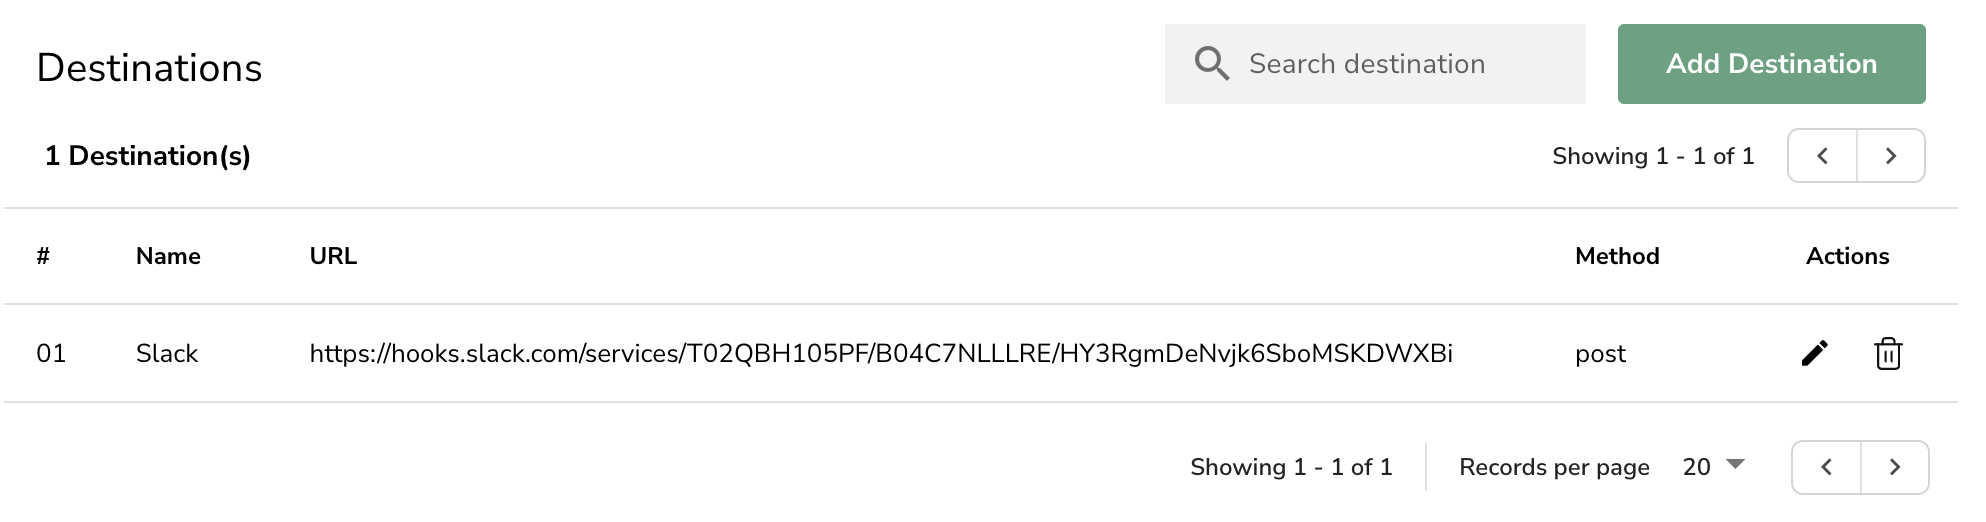 Destinations
Search destination
Add Destination
1 Destination(s)
Showing 1 - 1 of 1
# Name URL Method Actions
01 Slack https://hooks.slack.com/services/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 post
Showing 1 - 1 of 1
Records per page 20